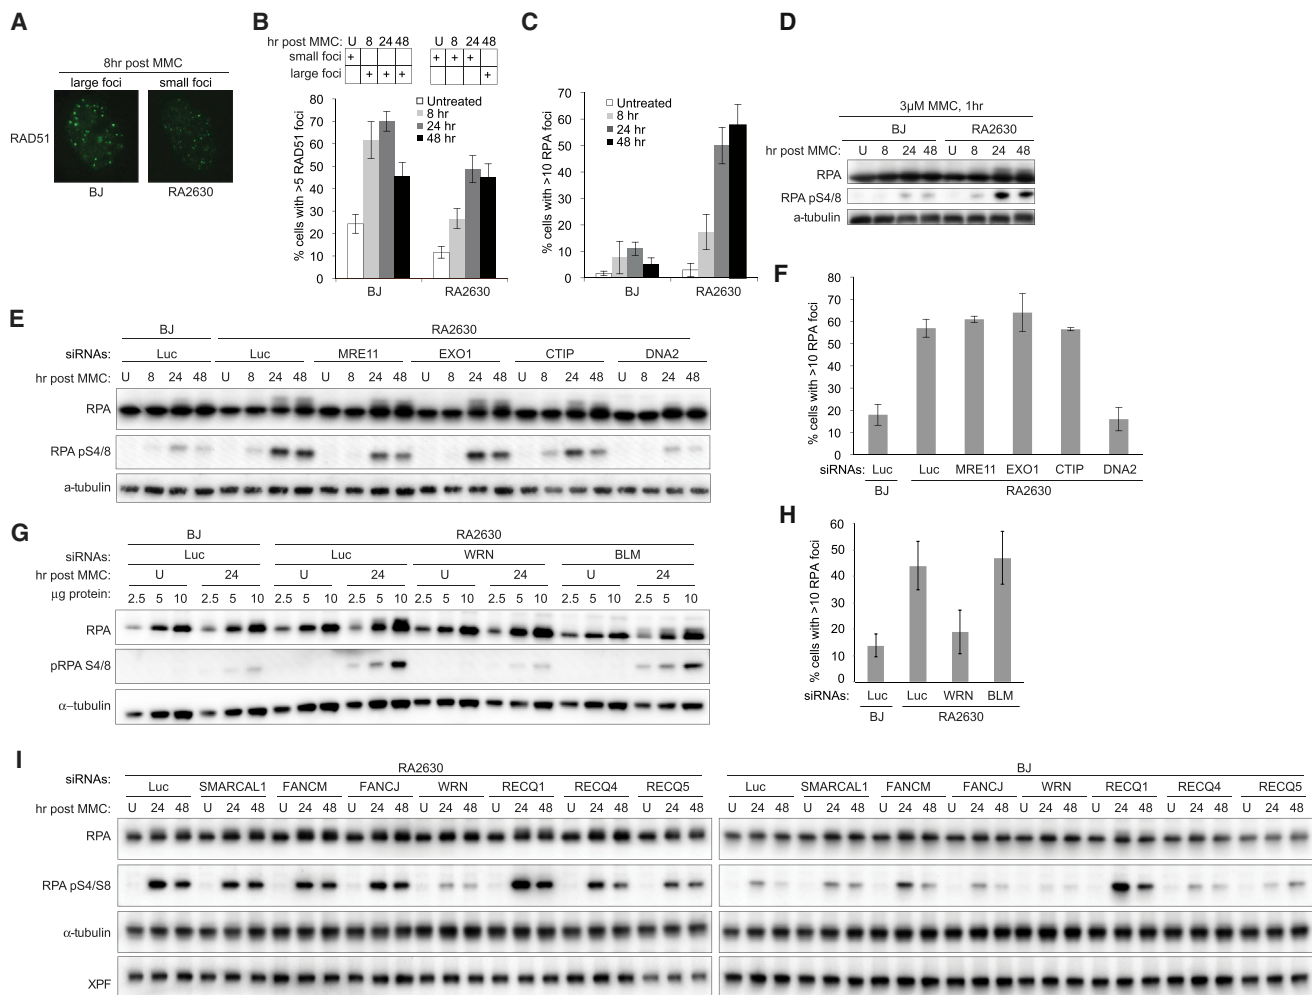 A
8hr post MMC
large foci small foci
RAD51
BJ RA2630
B
hr post MMC: U 8 24 48 U 8 24 48
small foci + + + +
large foci + + + +
% cells with >5 RAD51 foci
80
70
60
50
40
30
20
10
0
Untreated
8 hr
24 hr
48 hr
BJ RA2630
C
% cells with >10 RPA foci
70
60
50
40
30
20
10
0
Untreated
8 hr
24 hr
48 hr
BJ RA2630
D
3µM MMC, 1hr
BJ RA2630
hr post MMC: U 8 24 48 U 8 24 48
RPA
RPA pS4/8
a-tubulin
E
BJ RA2630
siRNAs: Luc Luc MRE11 EXO1 CTIP DNA2
hr post MMC: U 8 24 48 U 8 24 48 U 8 24 48 U 8 24 48 U 8 24 48 U 8 24 48
RPA
RPA pS4/8
a-tubulin
F
% cells with >10 RPA foci
80
70
60
50
40
30
20
10
0
siRNAs: Luc Luc MRE11 EXO1 CTIP DNA2
BJ RA2630
G
BJ RA2630
siRNAs: Luc Luc WRN BLM
hr post MMC: U 24 U 24 U 24 U 24
µg protein: 2.5 5 10 2.5 5 10 2.5 5 10 2.5 5 10 2.5 5 10 2.5 5 10 2.5 5 10 2.5 5 10
RPA
pRPA S4/8
α–tubulin
H
% cells with >10 RPA foci
60
50
40
30
20
10
0
siRNAs: Luc Luc WRN BLM
BJ RA2630
I
RA2630 BJ
siRNAs: Luc SMARCAL1 FANCM FANCJ WRN RECQ1 RECQ4 RECQ5 Luc SMARCAL1 FANCM FANCJ WRN RECQ1 RECQ4 RECQ5
hr post MMC: U 24 48 U 24 48 U 24 48 U 24 48 U 24 48 U 24 48 U 24 48 U 24 48 U 24 48 U 24 48 U 24 48 U 24 48 U 24 48 U 24 48 U 24 48 U 24 48
RPA
RPA pS4/S8
α-tubulin
XPF